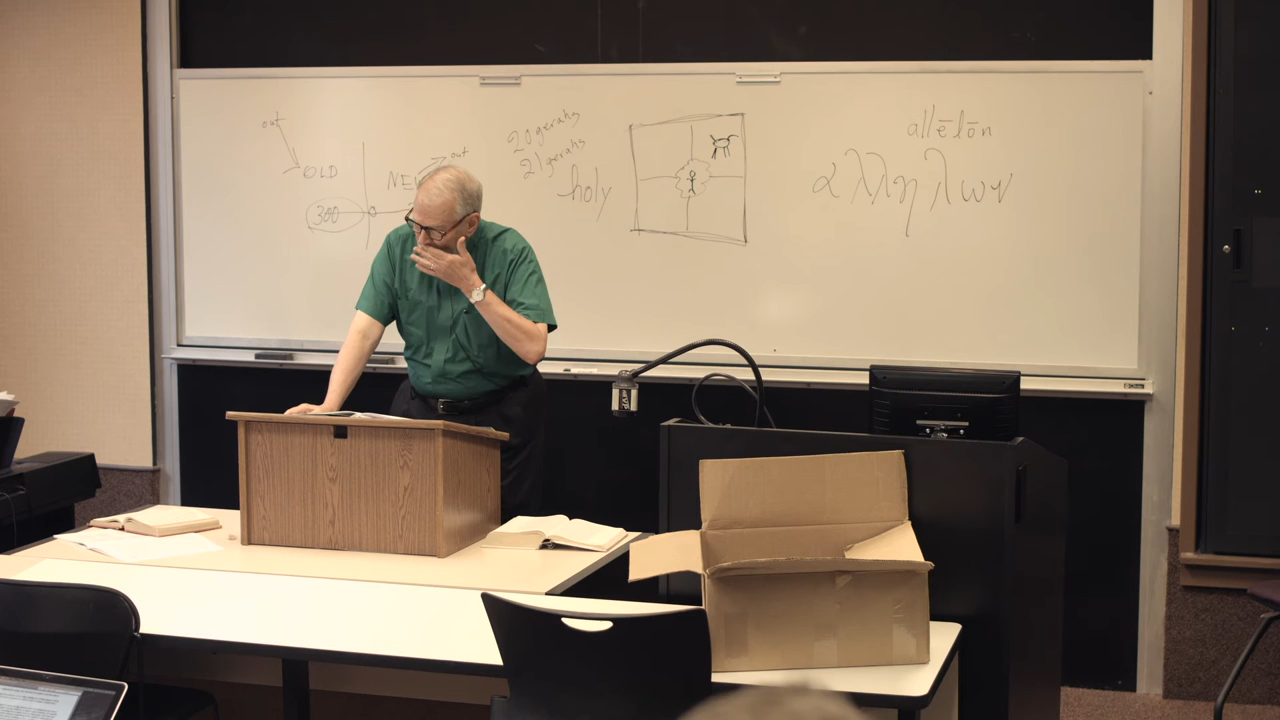 out
OLD
300
NEW
out
20 gerahs
21 gerahs
holy
allēlōn
αλληλων